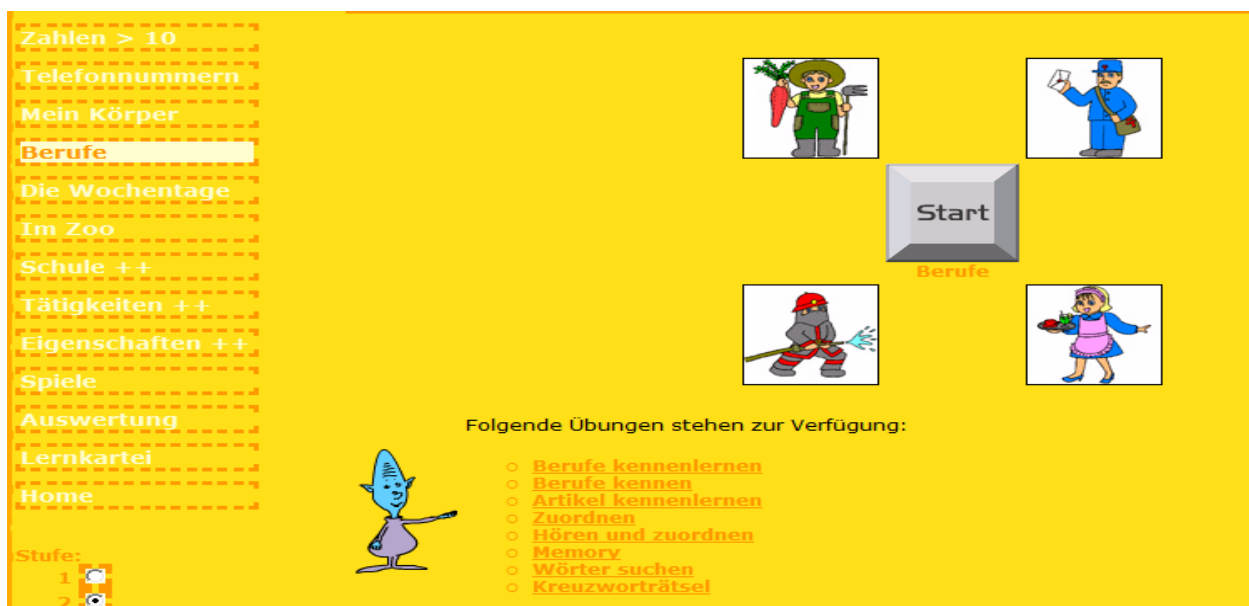 Zahlen > 10
Telefonnummern
Mein Körper
Berufe
Die Wochentage
Im Zoo
Schule ++
Tätigkeiten ++
Eigenschaften ++
Spiele
Auswertung
Lernkartei
Home
Stufe:
1
2
Start
Berufe
Folgende Übungen stehen zur Verfügung:
Berufe kennenlernen
Berufe kennen
Artikel kennenlernen
Zuordnen
Hören und zuordnen
Memory
Wörter suchen
Kreuzworträtsel